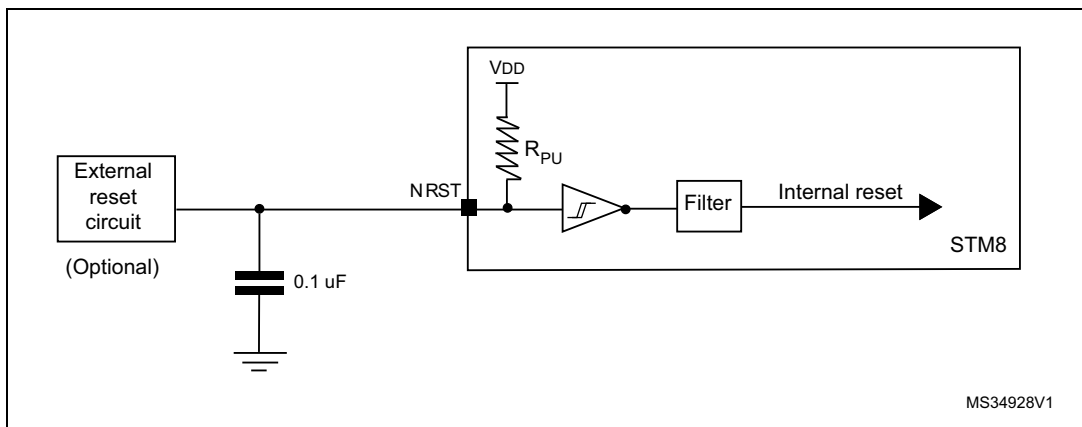 External
reset
circuit
(Optional)
0.1 uF
NRST
VDD
RPU
Filter
Internal reset
STM8
MS34928V1